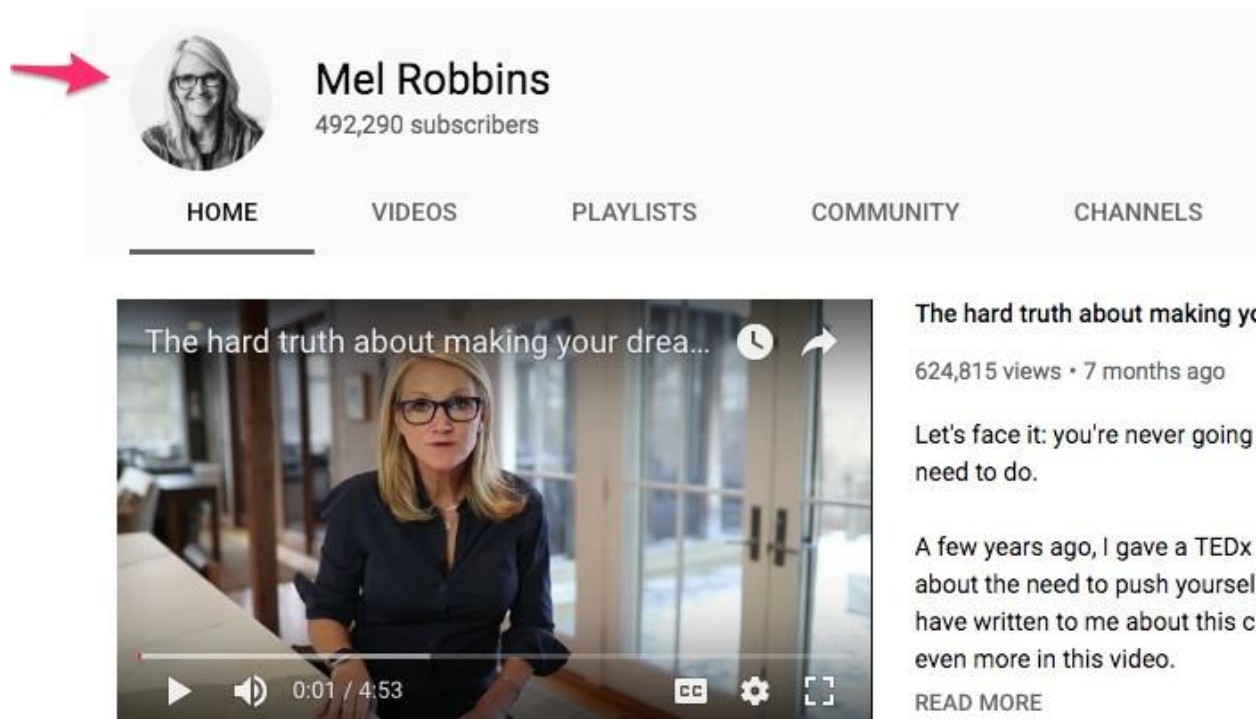 Mel Robbins
492,290 subscribers
HOME VIDEOS PLAYLISTS COMMUNITY CHANNELS
The hard truth about making your drea...
0:01 / 4:53
CC
The hard truth about making yo
624,815 views • 7 months ago
Let's face it: you're never going
need to do.
A few years ago, I gave a TEDx
about the need to push yoursel
have written to me about this c
even more in this video.
READ MORE